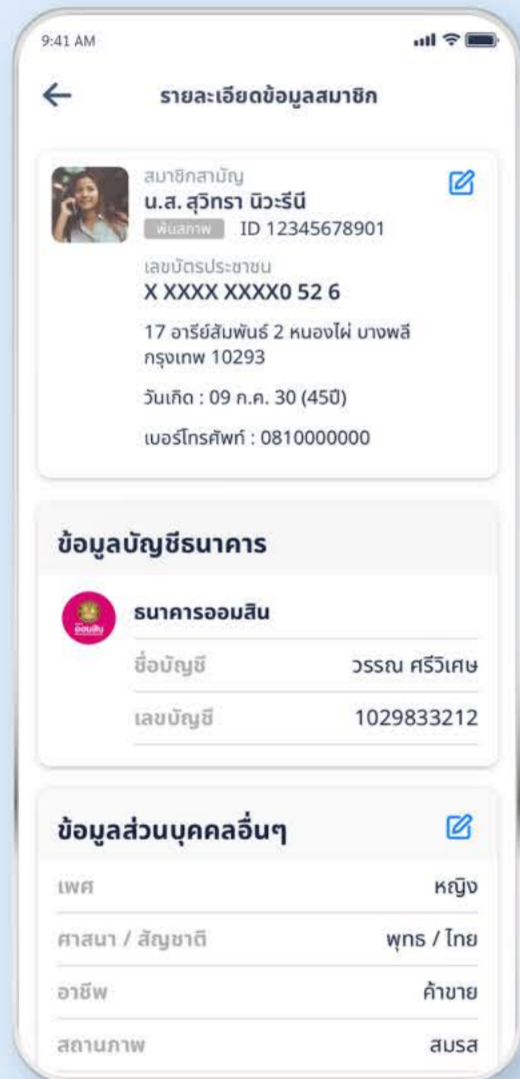 9:41 AM
รายละเอียดข้อมูลสมาชิก
สมาชิกสามัญ
น.ส. สุวิทรา นิวะรีนี
พ้นสภาพ ID 12345678901
เลขบัตรประชาชน
X XXXX XXXX0 52 6
17 อารีย์สัมพันธ์ 2 หนองไผ่ บางพลี
กรุงเทพ 10293
วันเกิด : 09 ก.ค. 30 (45ปี)
เบอร์โทรศัพท์ : 0810000000
ข้อมูลบัญชีธนาคาร
ออมสิน
ธนาคารออมสิน
ชื่อบัญชี วรรณ ศรีวิเศษ
เลขบัญชี 1029833212
ข้อมูลส่วนบุคคลอื่นๆ
เพศ หญิง
ศาสนา / สัญชาติ พุทธ / ไทย
อาชีพ ค้าขาย
สถานภาพ สมรส